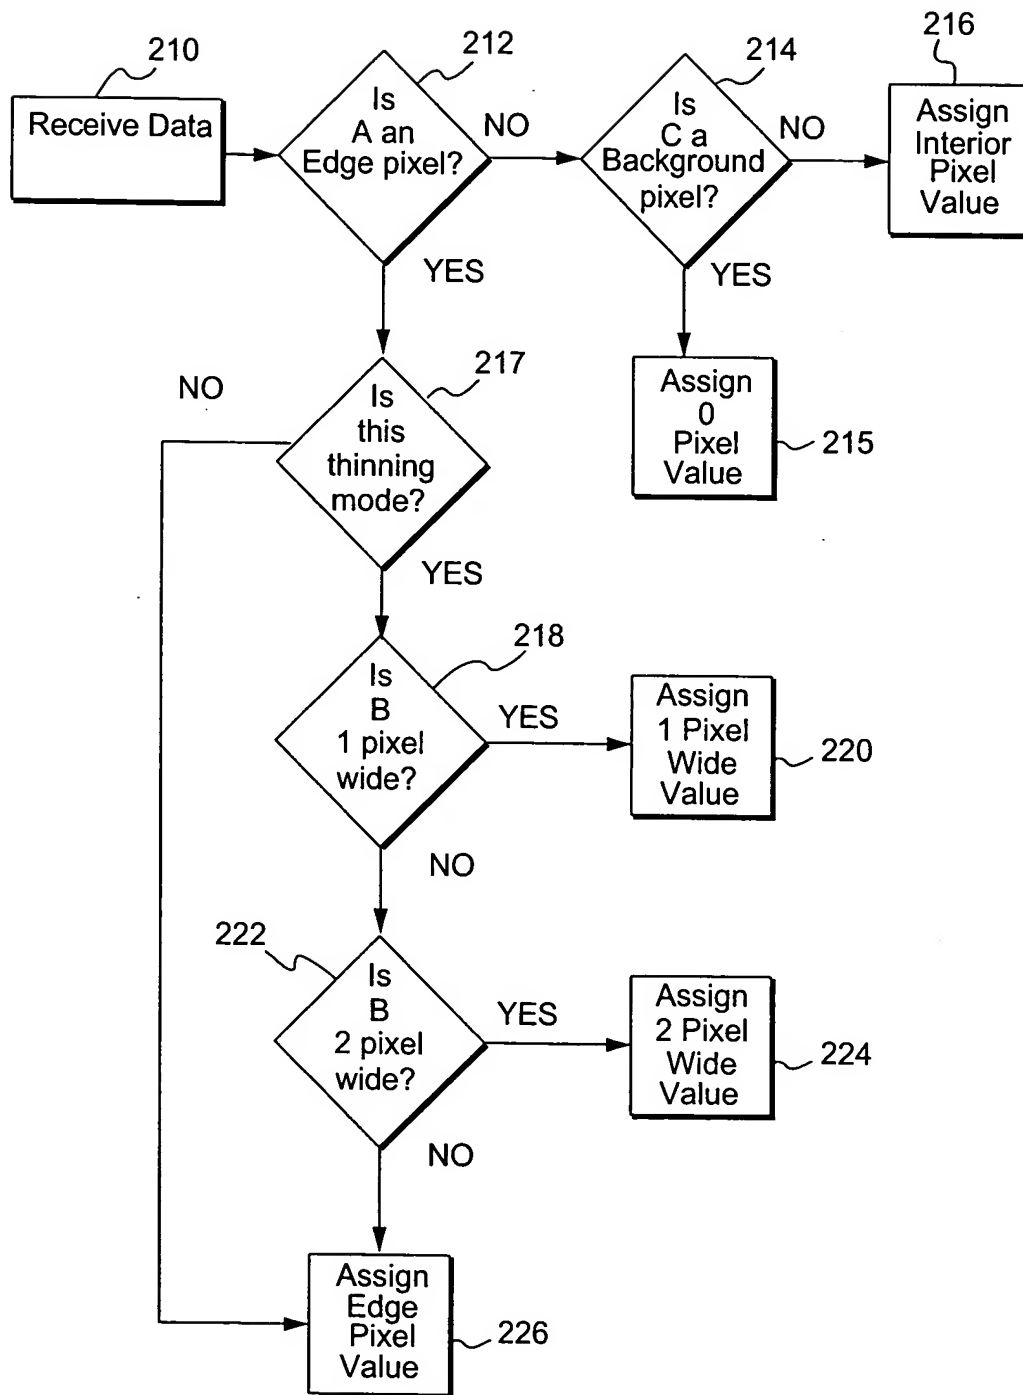 210
Receive Data
212
Is
A an
Edge pixel?
NO
YES
214
Is
C a
Background
pixel?
NO
YES
216
Assign
Interior
Pixel
Value
Assign
0
Pixel
Value
215
217
Is
this
thinning
mode?
NO
YES
218
Is
B
1 pixel
wide?
YES
NO
Assign
1 Pixel
Wide
Value
220
222
Is
B
2 pixel
wide?
YES
NO
Assign
2 Pixel
Wide
Value
224
Assign
Edge
Pixel
Value
226